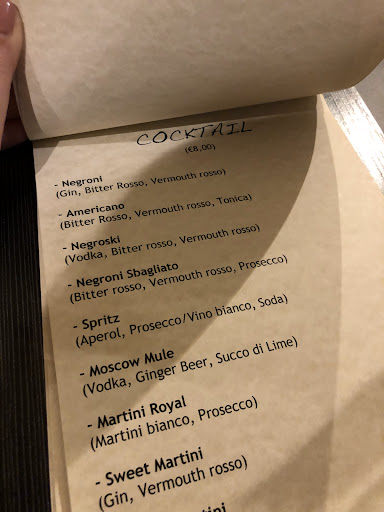 COCKTAIL
(€8,00)
- Negroni
(Gin, Bitter Rosso, Vermouth rosso)
- Americano
(Bitter Rosso, Vermouth rosso, Tonica)
- Negroski
(Vodka, Bitter rosso, Vermouth rosso)
- Negroni Sbagliato
(Bitter rosso, Vermouth rosso, Prosecco)
- Spritz
(Aperol, Prosecco/Vino bianco, Soda)
- Moscow Mule
(Vodka, Ginger Beer, Succo di Lime)
- Martini Royal
(Martini bianco, Prosecco)
- Sweet Martini
(Gin, Vermouth rosso)